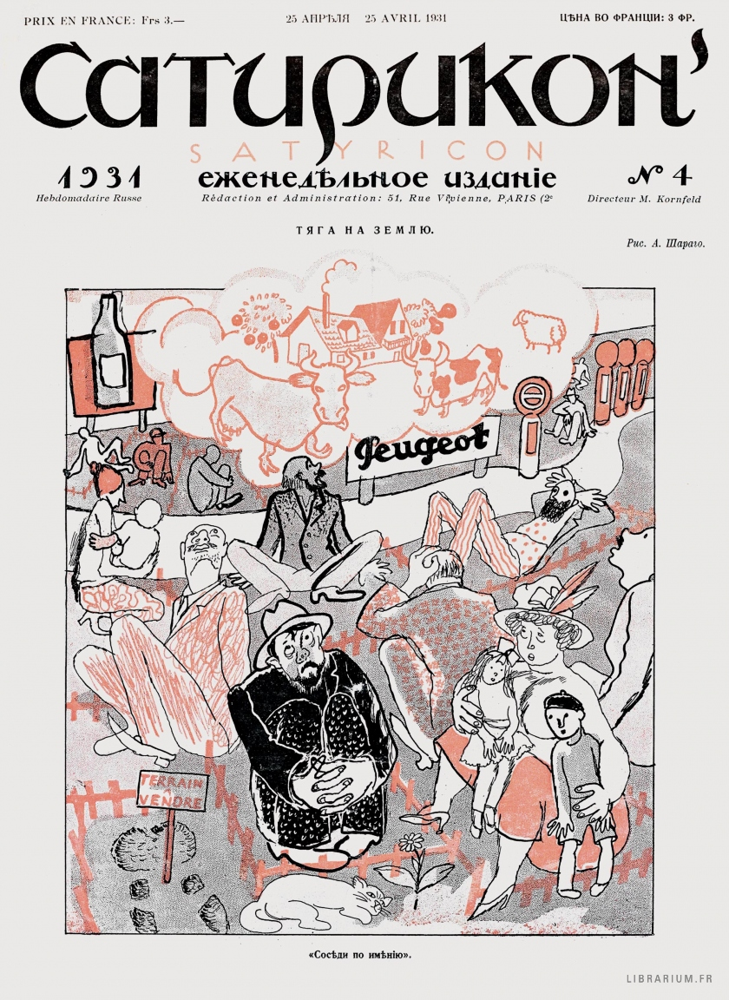 PRIX EN FRANCE: Frs 3.—
25 АПРѢЛЯ 25 AVRIL 1931
ЦѢНА ВО ФРАНЦІИ: 3 ФР.
Сатирикон'
SATYRICON
1931
еженедѣльное изданіе
№ 4
Hebdomadaire Russe
Rédaction et Administration: 51, Rue Vivienne, PARIS (2e
Directeur M. Kornfeld
ТЯГА НА ЗЕМЛЮ.
Рис. А. Шараго.
Peugeot
TERRAIN
À
VENDRE
«Сосѣди по имѣнію».
LIBRARIUM.FR